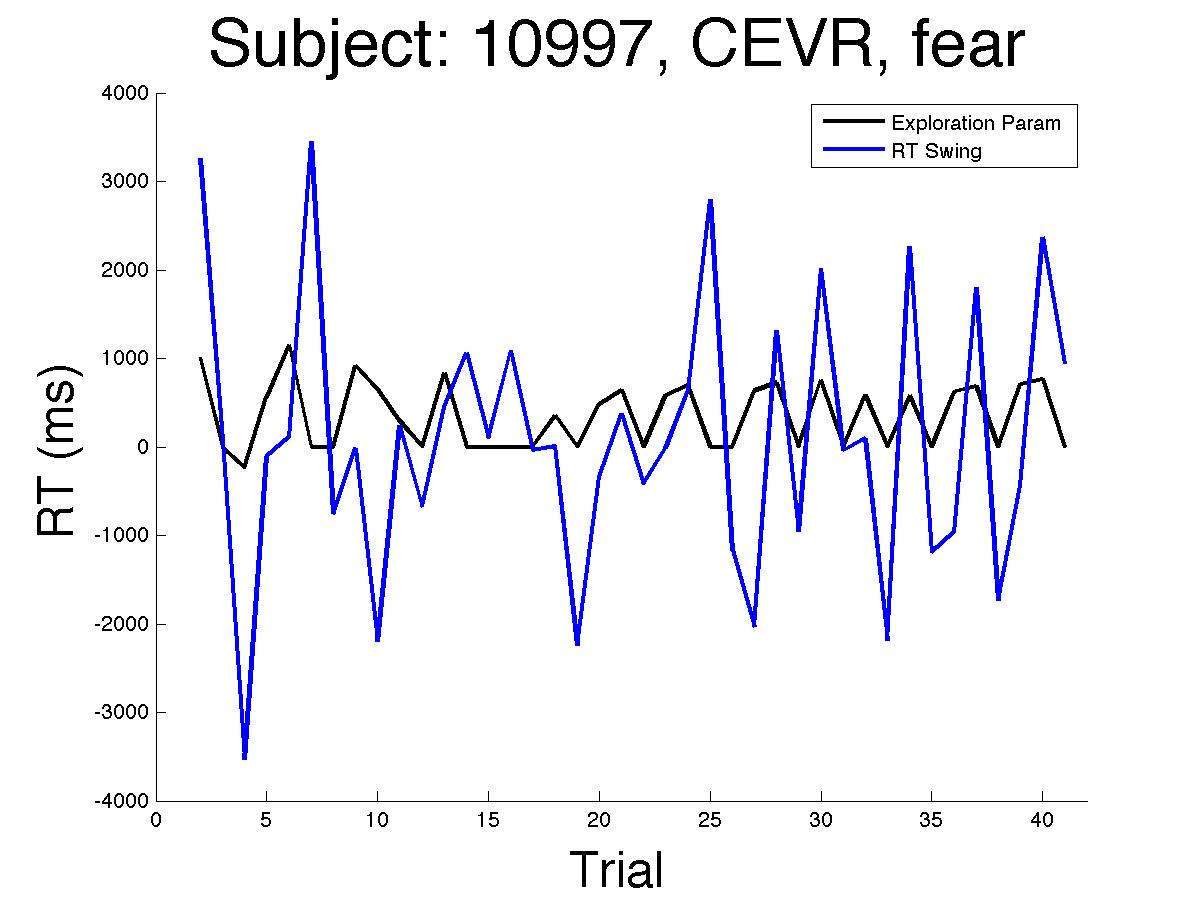 Subject: 10997, CEVR, fear
4000
3000
2000
1000
0
-1000
-2000
-3000
-4000
RT (ms)
Exploration Param
RT Swing
0 5 10 15 20 25 30 35 40
Trial